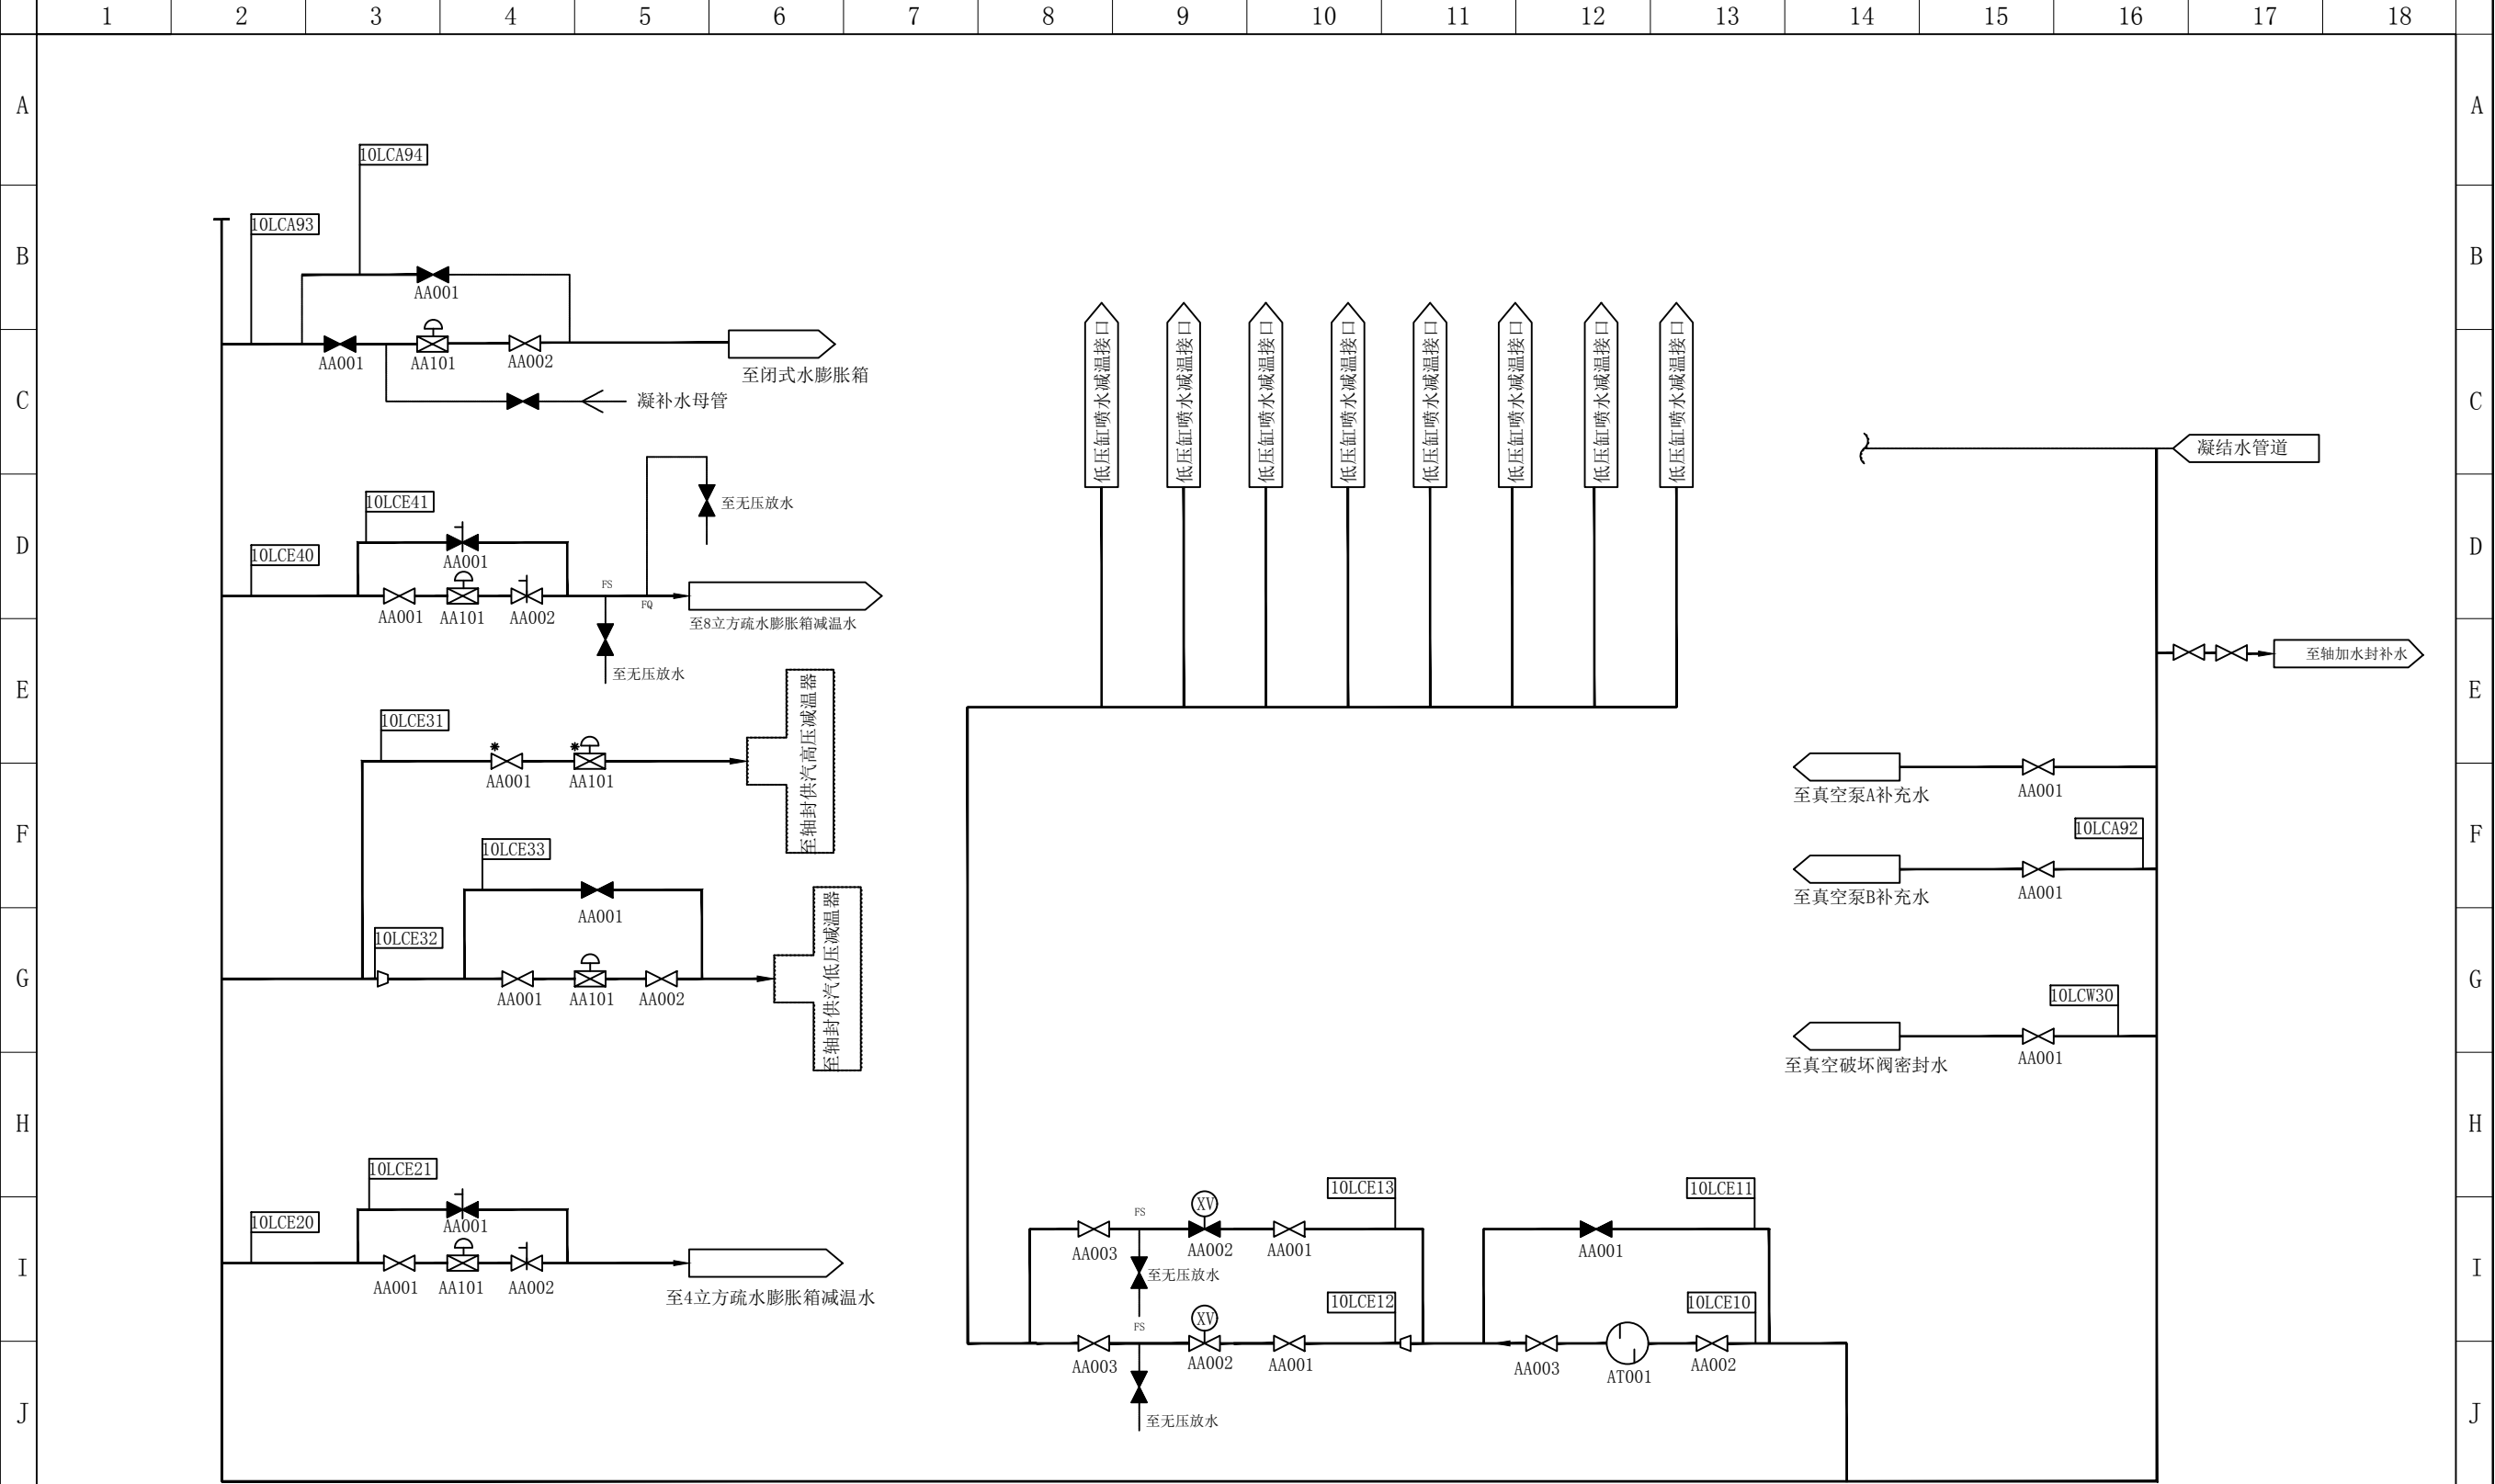 1 2 3 4 5 6 7 8 9 10 11 12 13 14 15 16 17 18
A A
10LCA94
10LCA93
B B
AA001
AA001 AA101 AA002
至闭式水膨胀箱
凝补水母管
C C
低压缸喷水减温接口
低压缸喷水减温接口
低压缸喷水减温接口
低压缸喷水减温接口
低压缸喷水减温接口
低压缸喷水减温接口
低压缸喷水减温接口
低压缸喷水减温接口
凝结水管道
10LCE41
至无压放水
D D
10LCE40
AA001
FS
FQ
AA001 AA101 AA002
至8立方疏水膨胀箱减温水
至无压放水
至轴加水封补水
E E
10LCE31
AA001 AA101
至轴封供汽高压减温器
至真空泵A补充水
AA001
F F
10LCA92
10LCE33
AA001
至真空泵B补充水
AA001
10LCE32
G G
AA001 AA101 AA002
至轴封供汽低压减温器
10LCW30
至真空破坏阀密封水
AA001
H H
10LCE21
10LCE20
AA001
AA001 AA101 AA002
至4立方疏水膨胀箱减温水
10LCE13
10LCE11
XV
FS
AA003 AA002 AA001
AA001
至无压放水
I I
10LCE12
10LCE10
XV
FS
AA003 AA002 AA001
AA003 AT001 AA002
至无压放水
J J